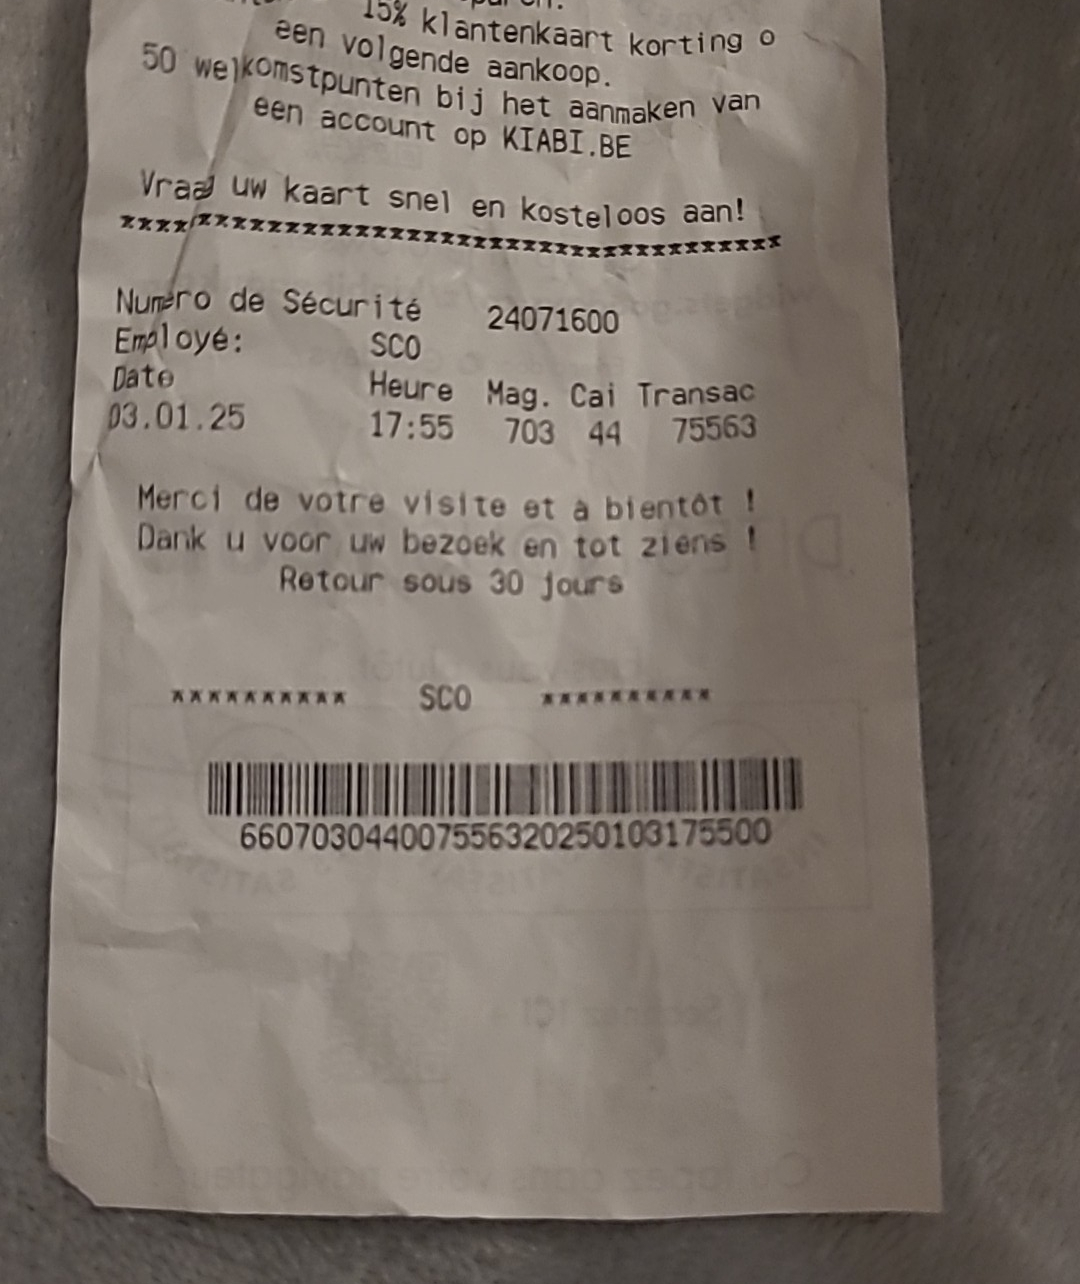 15% klantenkaart korting o
een volgende aankoop.
50 welkomstpunten bij het aanmaken van
een account op KIABI.BE
Vraag uw kaart snel en kosteloos aan!
****************************************
Numéro de Sécurité 24071600
Employé: SCO
Date Heure Mag. Cai Transac
03.01.25 17:55 703 44 75563
Merci de votre visite et à bientôt !
Dank u voor uw bezoek en tot ziens !
Retour sous 30 jours
********** SCO **********
660703044007556320250103175500